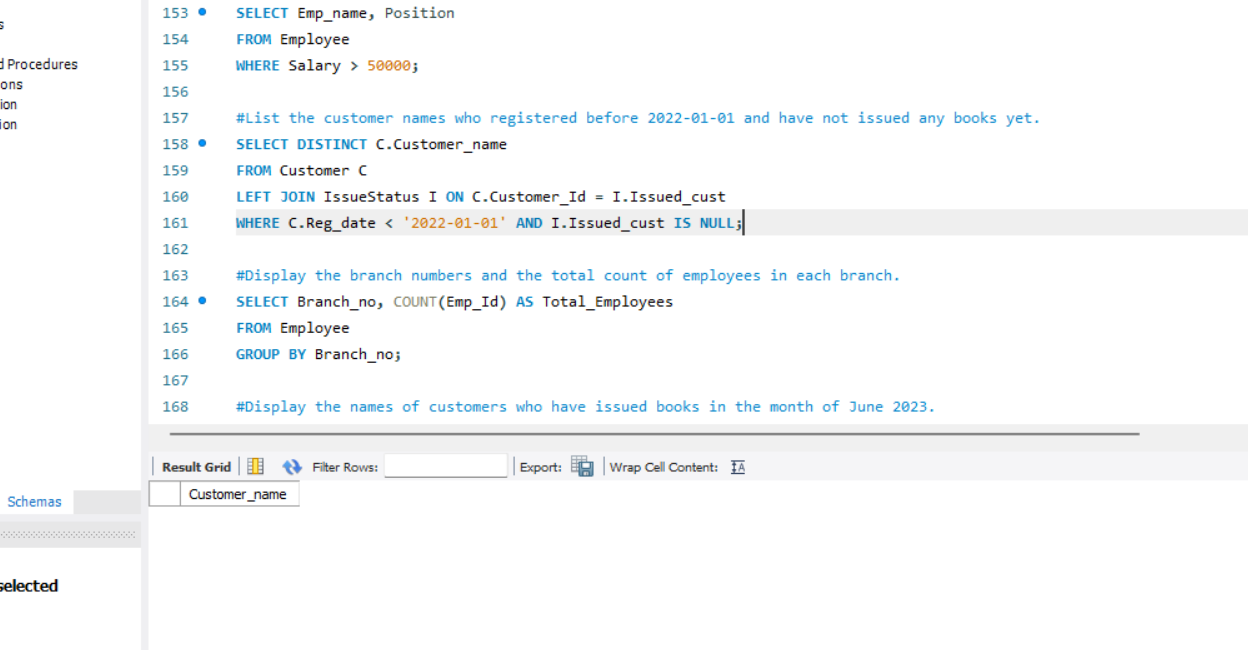 153 SELECT Emp_name, Position
154 FROM Employee
155 WHERE Salary > 50000;
156
157 #List the customer names who registered before 2022-01-01 and have not issued any books yet.
158 SELECT DISTINCT C.Customer_name
159 FROM Customer C
160 LEFT JOIN IssueStatus I ON C.Customer_Id = I.Issued_cust
161 WHERE C.Reg_date < '2022-01-01' AND I.Issued_cust IS NULL;
162
163 #Display the branch numbers and the total count of employees in each branch.
164 SELECT Branch_no, COUNT(Emp_Id) AS Total_Employees
165 FROM Employee
166 GROUP BY Branch_no;
167
168 #Display the names of customers who have issued books in the month of June 2023.
s
d Procedures
ons
ion
ion
Schemas
selected
Result Grid Filter Rows: Export: Wrap Cell Content: IA
Customer_name